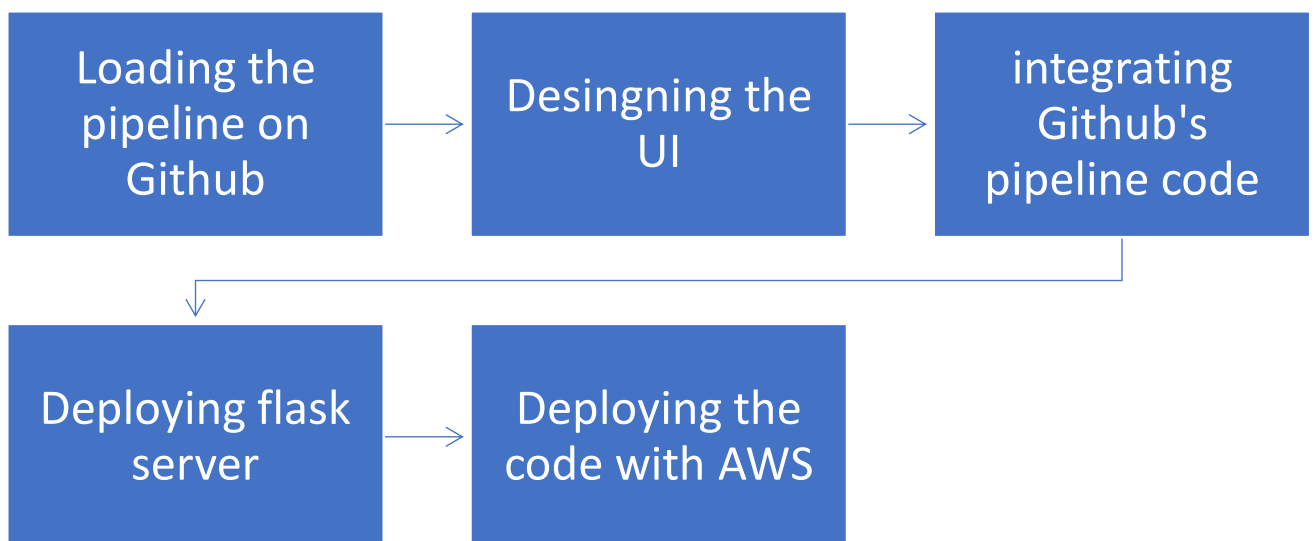 Loading the
pipeline on
Github
Desingning the
UI
integrating
Github's
pipeline code
Deploying flask
server
Deploying the
code with AWS